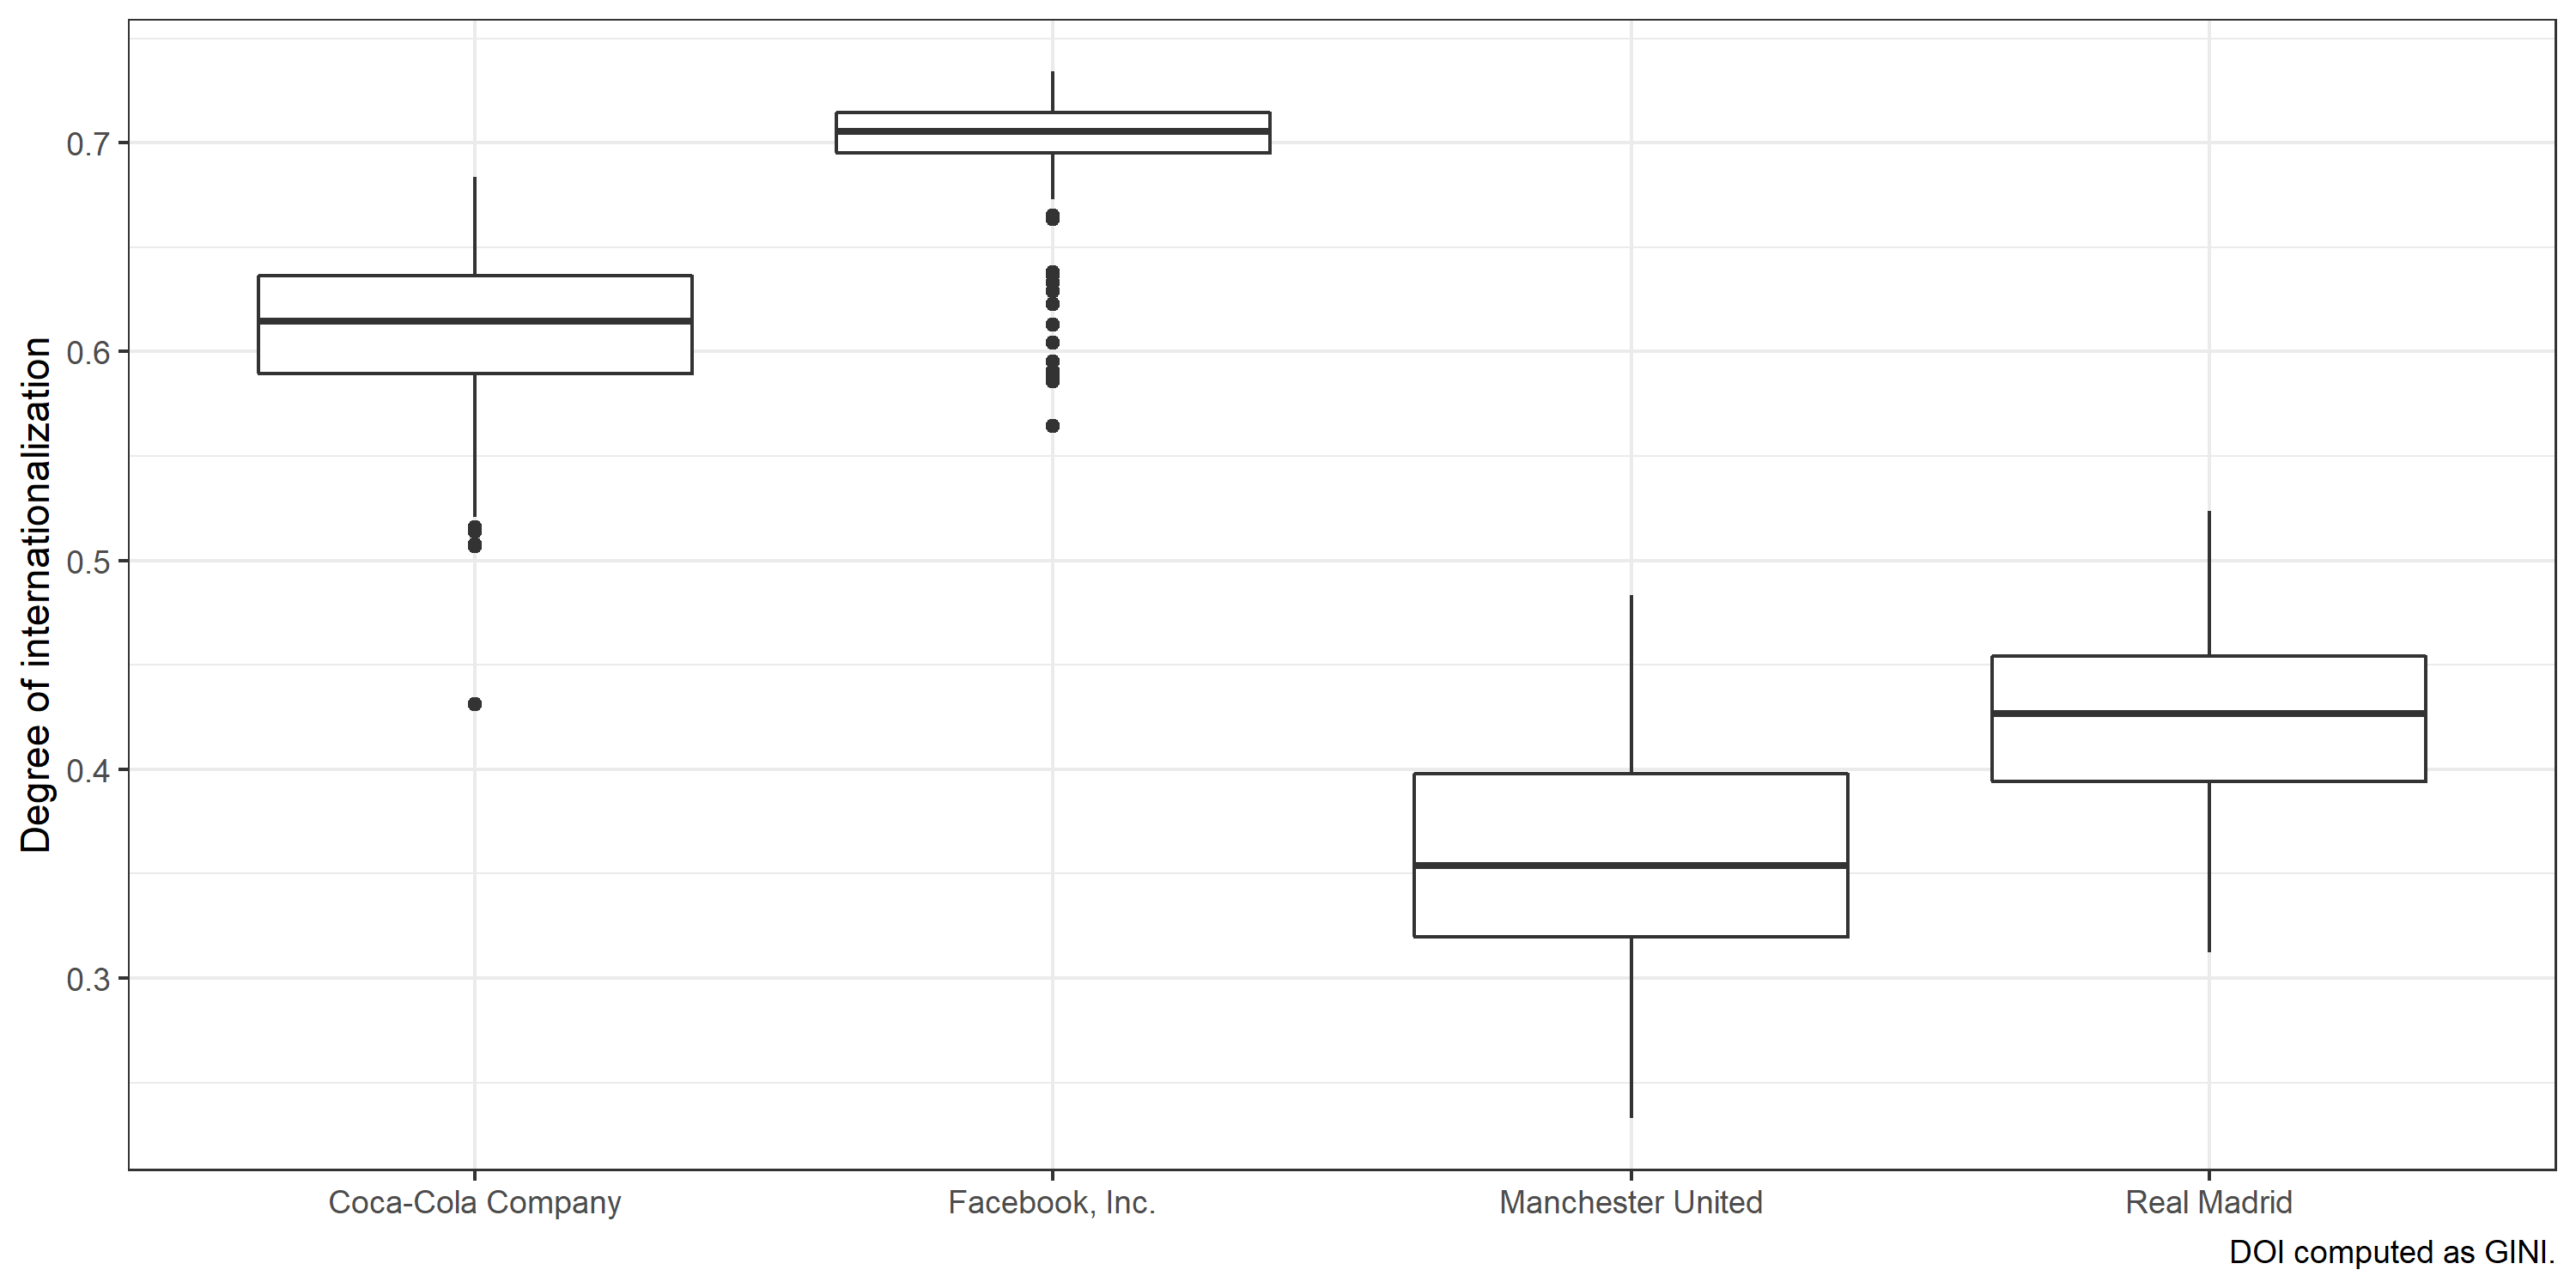 Degree of internationalization
0.7
0.6
0.5
0.4
0.3
Coca-Cola Company
Facebook, Inc.
Manchester United
Real Madrid
DOI computed as GINI.